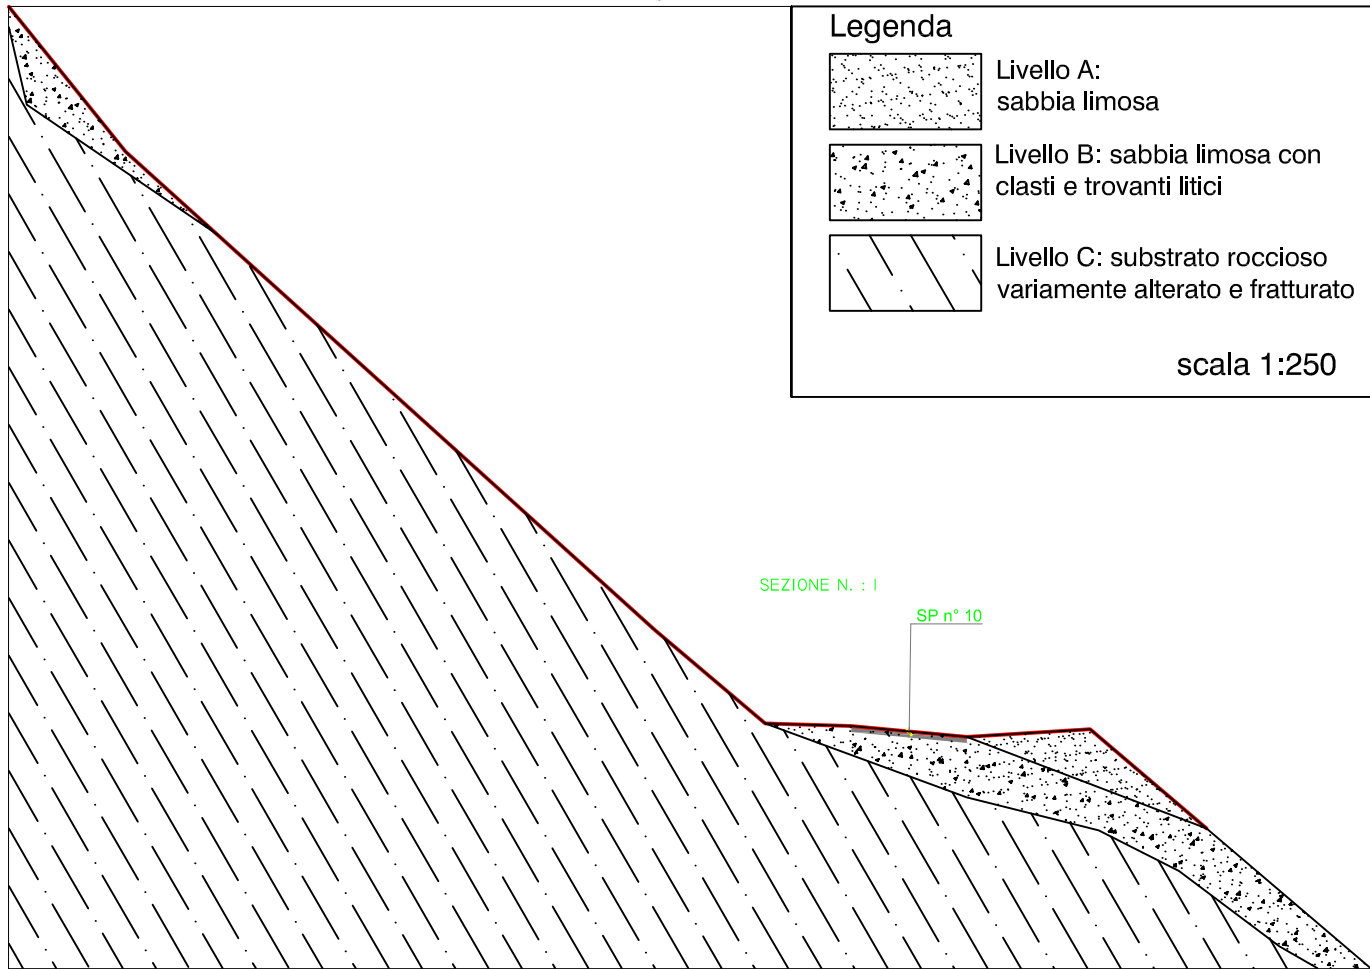 Legenda
Livello A:
sabbia limosa
Livello B: sabbia limosa con
clasti e trovanti litici
Livello C: substrato roccioso
variamente alterato e fratturato
scala 1:250
SEZIONE N. : I
SP n° 10